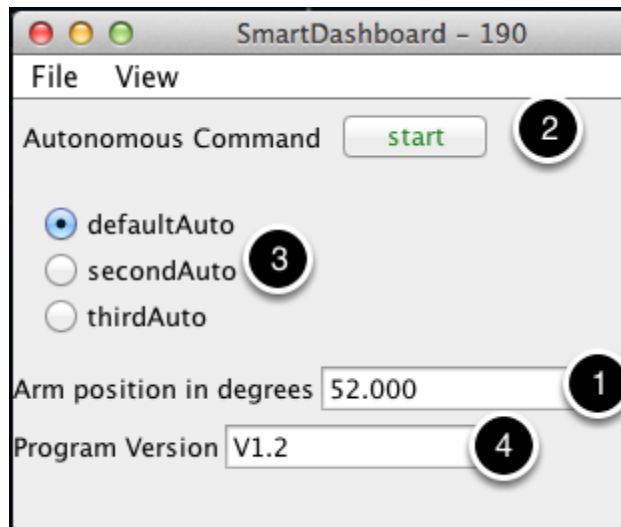 SmartDashboard – 190
File View
Autonomous Command start 2
defaultAuto
secondAuto 3
thirdAuto
Arm position in degrees 52.000 1
Program Version V1.2 4